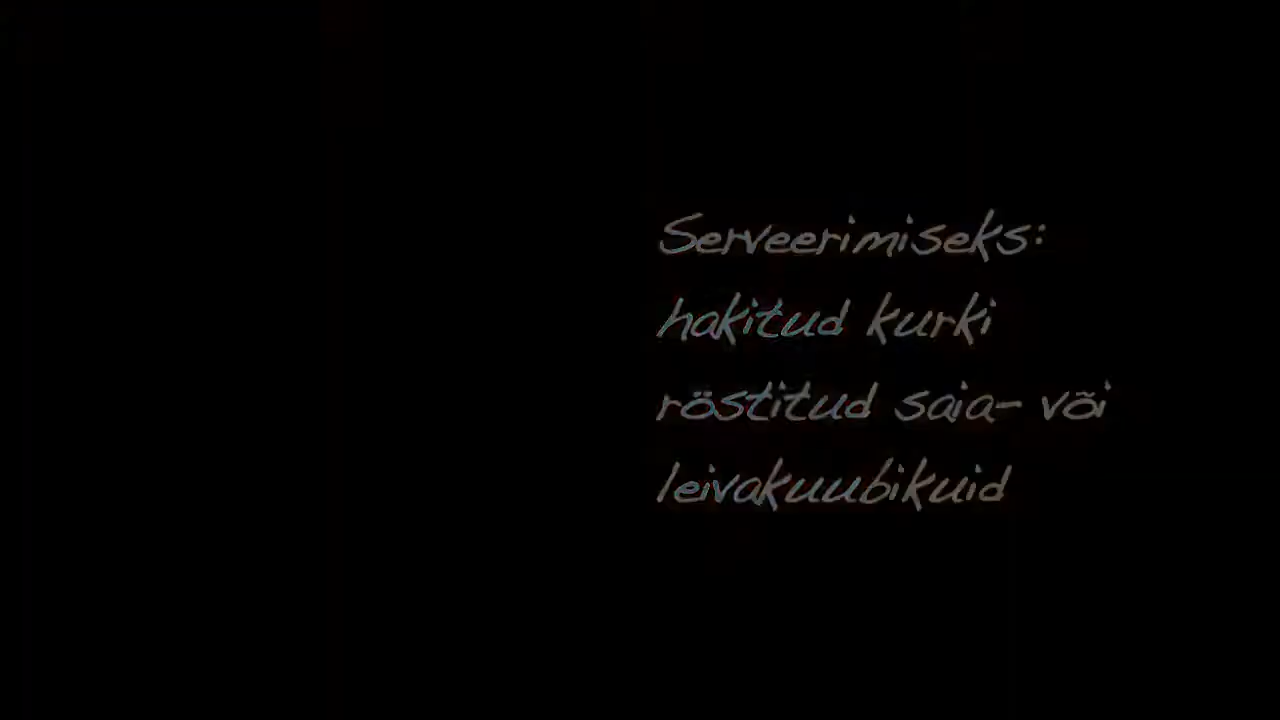 Serveerimiseks:
hakitud kurki
röstitud saia- või
leivakuubikuid